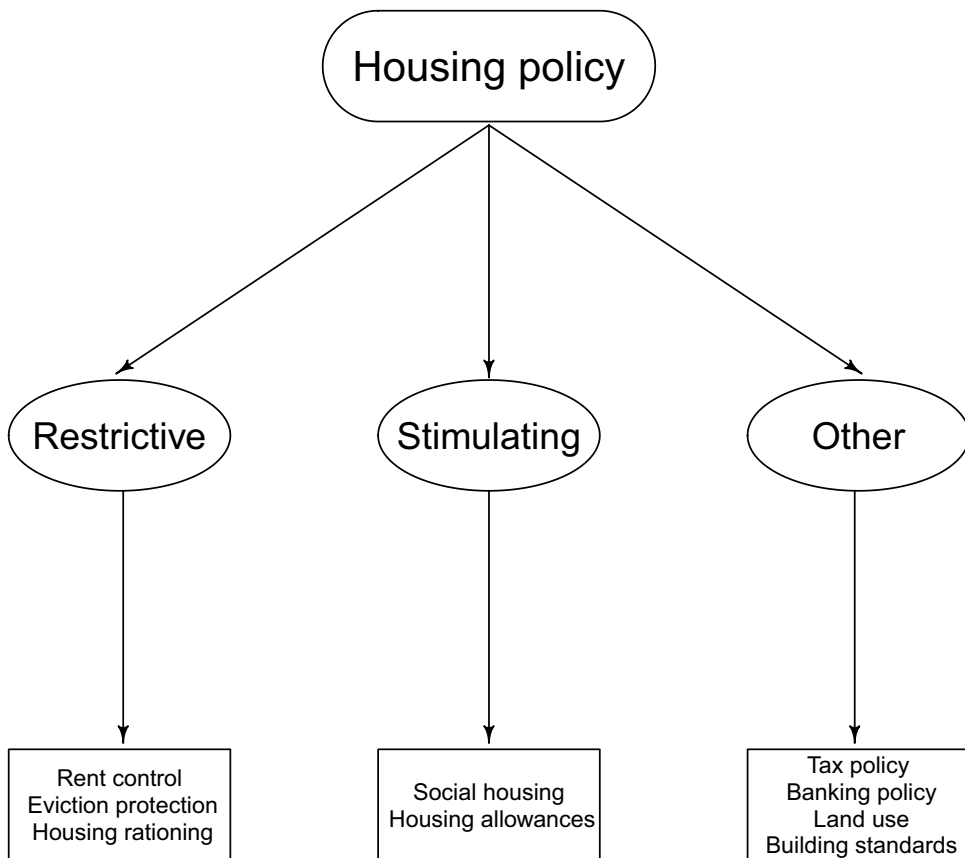 Housing policy
Restrictive
Stimulating
Other
Rent control
Eviction protection
Housing rationing
Social housing
Housing allowances
Tax policy
Banking policy
Land use
Building standards